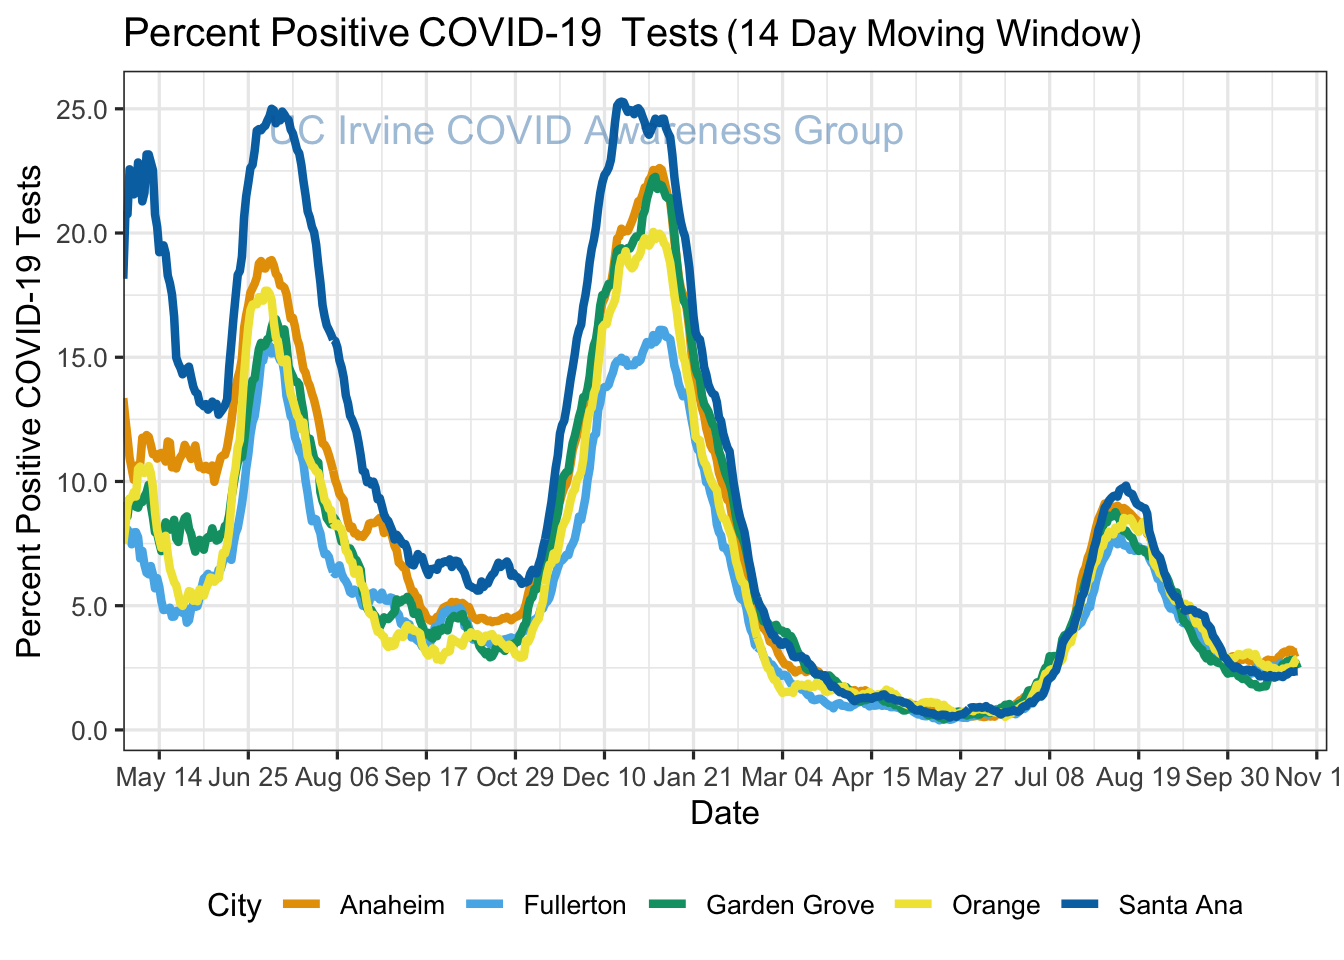 Percent Positive COVID-19 Tests (14 Day Moving Window)
UC Irvine COVID Awareness Group
Percent Positive COVID-19 Tests
25.0
20.0
15.0
10.0
5.0
0.0
May 14 Jun 25 Aug 06 Sep 17 Oct 29 Dec 10 Jan 21 Mar 04 Apr 15 May 27 Jul 08 Aug 19 Sep 30 Nov 1
Date
City Anaheim Fullerton Garden Grove Orange Santa Ana